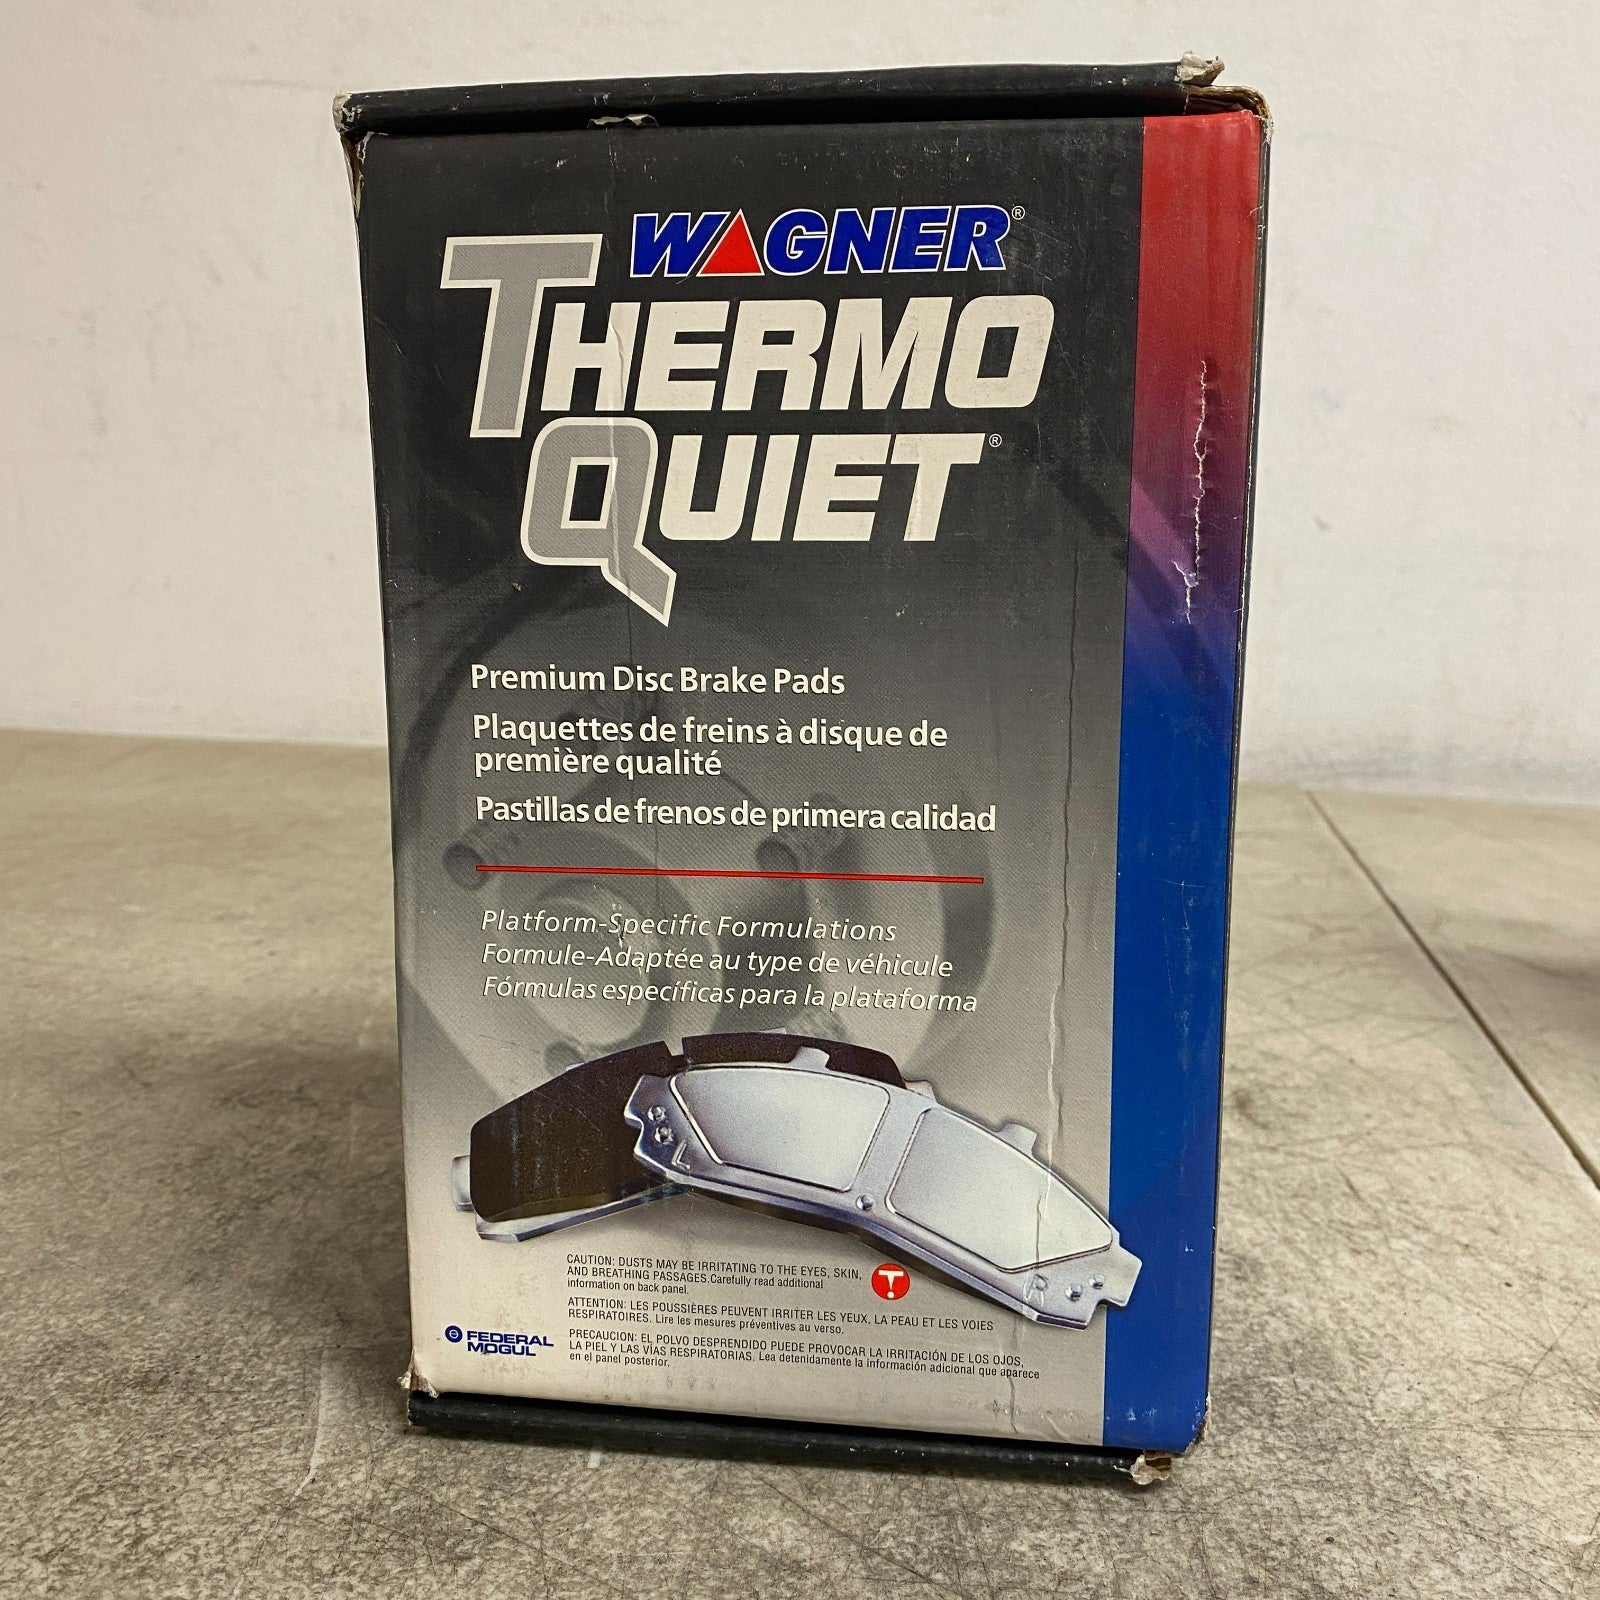 WAGNER®
THERMO
QUIET®
Premium Disc Brake Pads
Plaquettes de freins à disque de
première qualité
Pastillas de frenos de primera calidad
Platform-Specific Formulations
Formule-Adaptée au type de véhicule
Fórmulas específicas para la plataforma
L
R
CAUTION: DUSTS MAY BE IRRITATING TO THE EYES, SKIN,
AND BREATHING PASSAGES.Carefully read additional
information on back panel.
ATTENTION: LES POUSSIÈRES PEUVENT IRRITER LES YEUX, LA PEAU ET LES VOIES
RESPIRATOIRES. Lire les mesures préventives au verso.
PRECAUCION: EL POLVO DESPRENDIDO PUEDE PROVOCAR LA IRRITACIÓN DE LOS OJOS,
LA PIEL Y LAS VÍAS RESPIRATORIAS. Lea detenidamente la información adicional que aparece
en el panel posterior.
FEDERAL
MOGUL